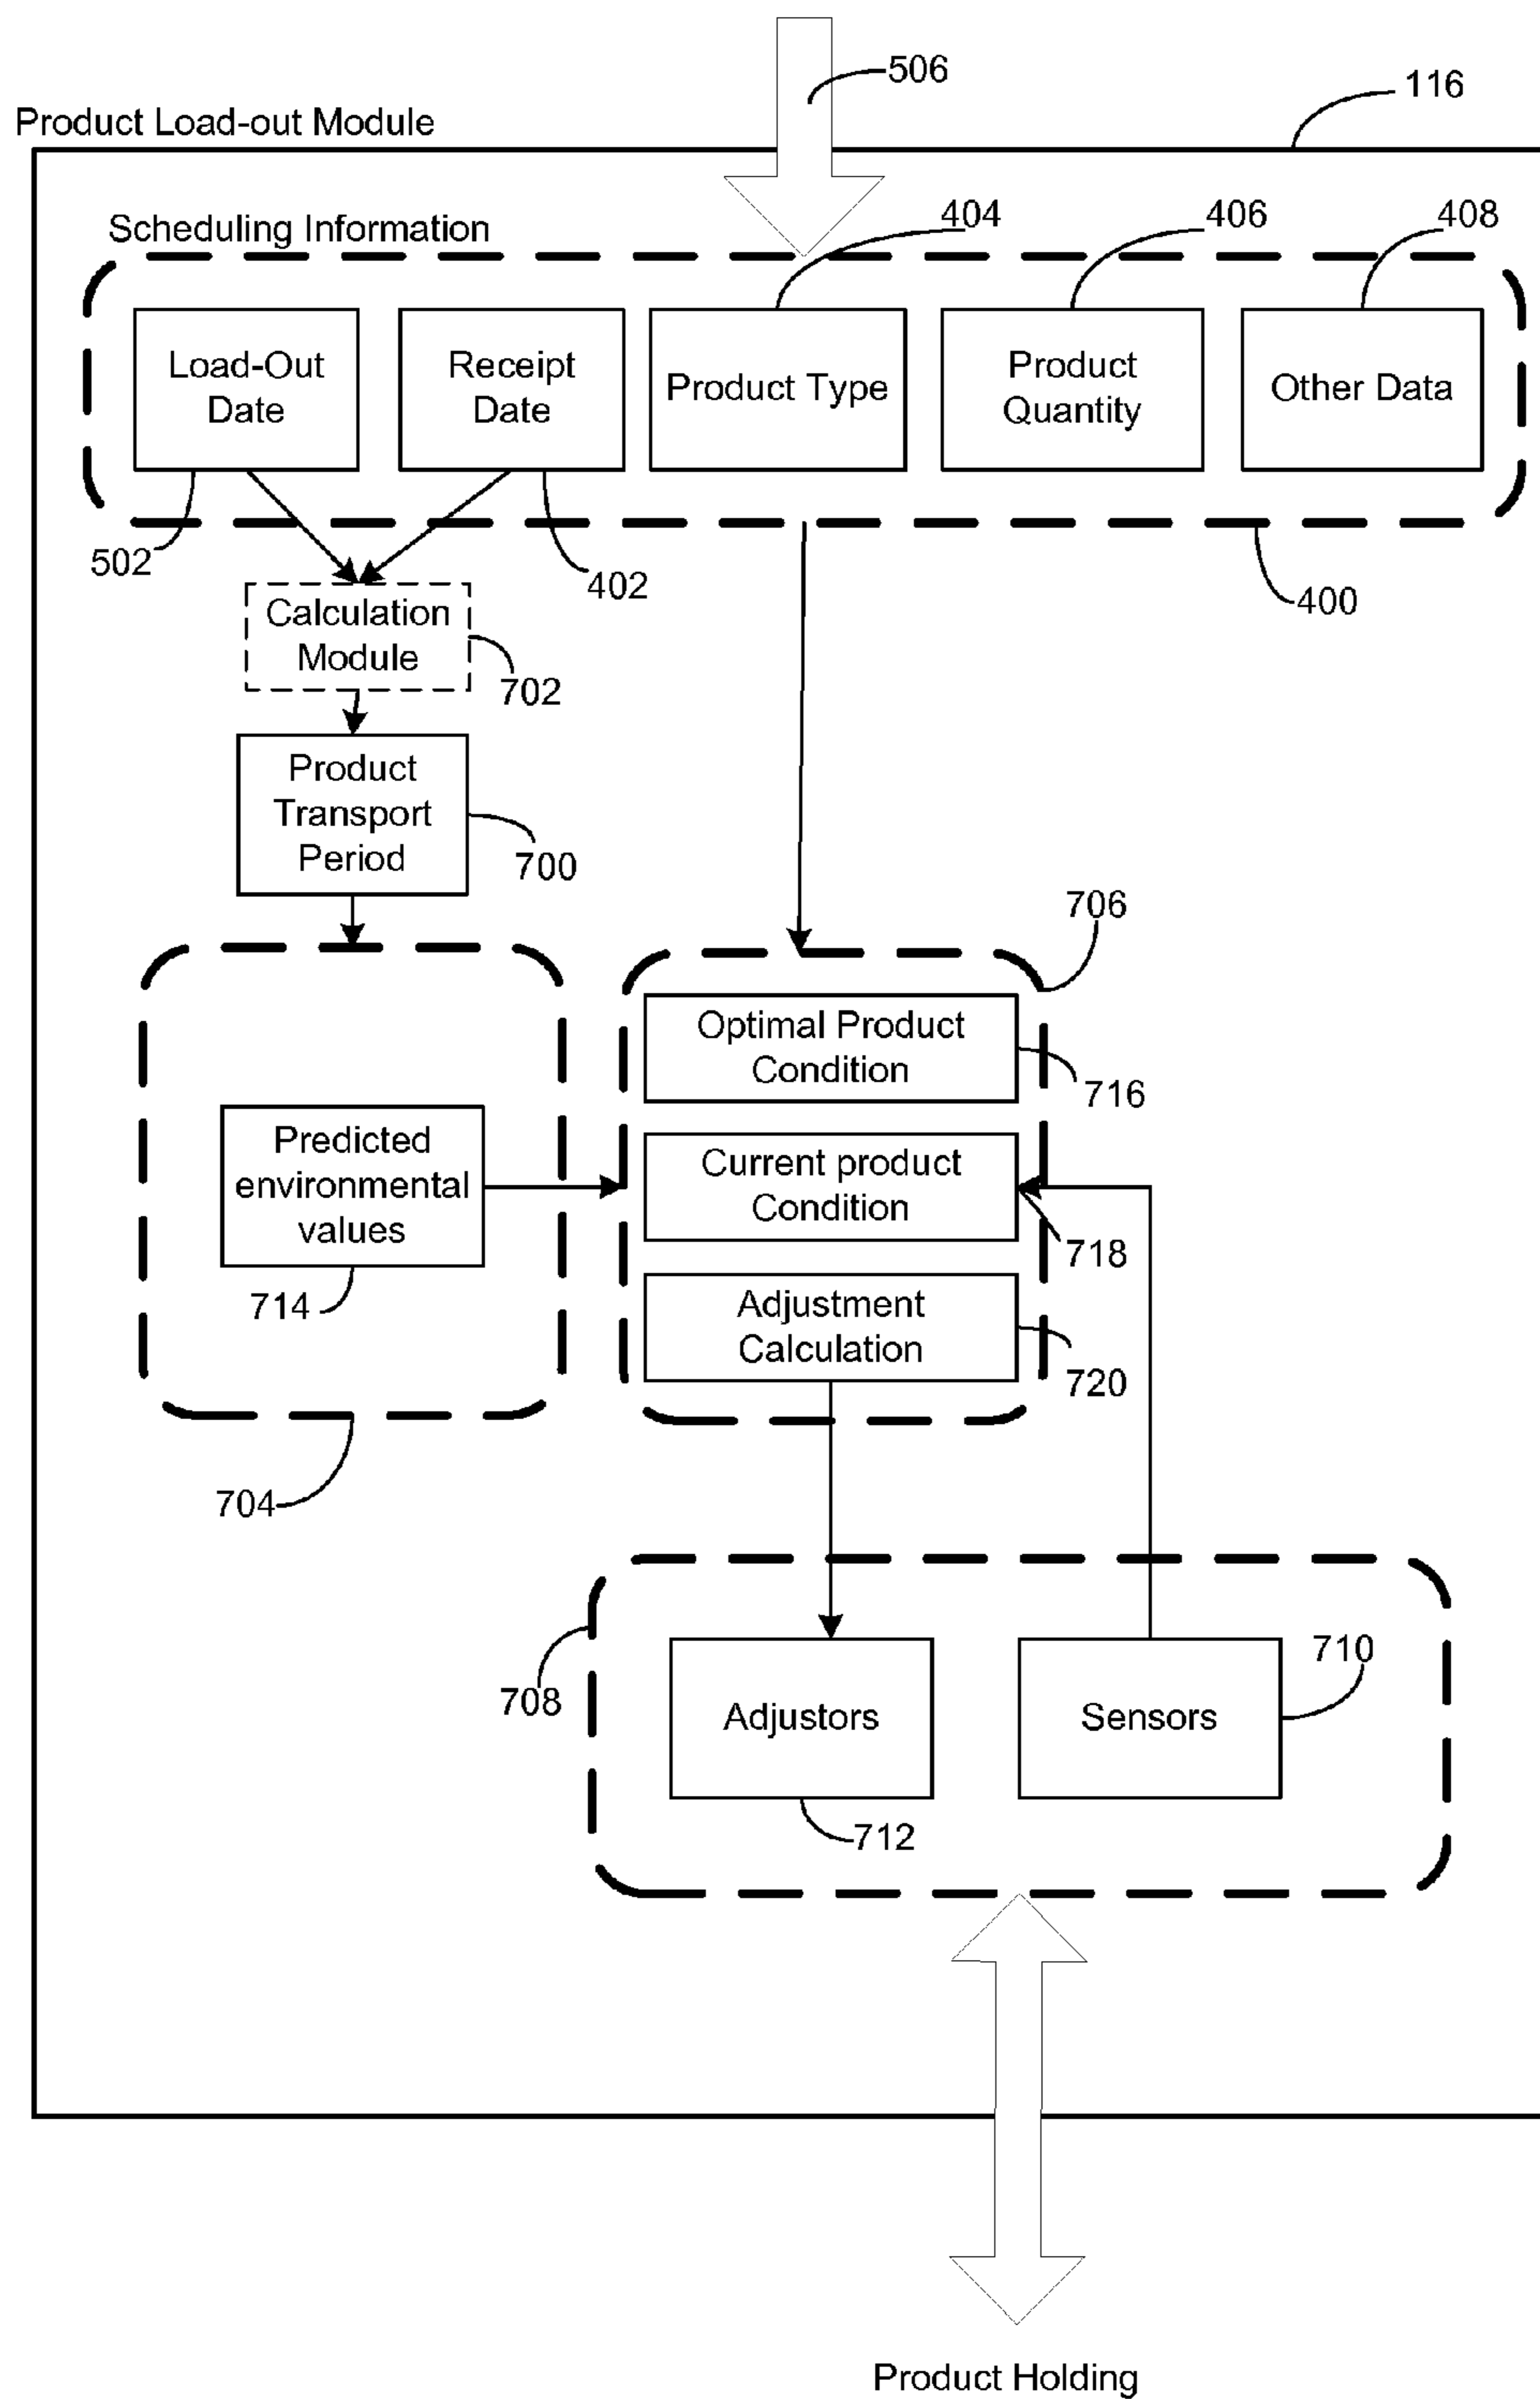 506
116
Product Load-out Module
404
406
408
Scheduling Information
Load-Out
Date
Receipt
Date
Product Type
Product
Quantity
Other Data
502
402
400
Calculation
Module
702
Product
Transport
Period
700
706
Optimal Product
Condition
716
Predicted
environmental
values
714
Current product
Condition
718
Adjustment
Calculation
720
704
708
Adjustors
Sensors
710
712
Product Holding